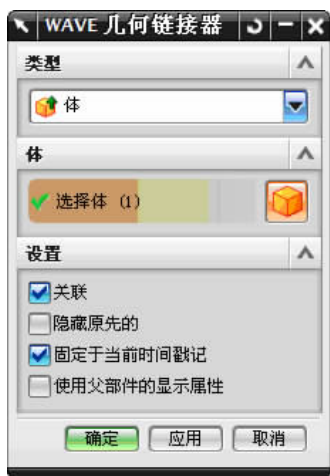 WAVE 几何链接器
类型
体
体
选择体 (1)
设置
关联
隐藏原先的
固定于当前时间戳记
使用父部件的显示属性
确定 应用 取消